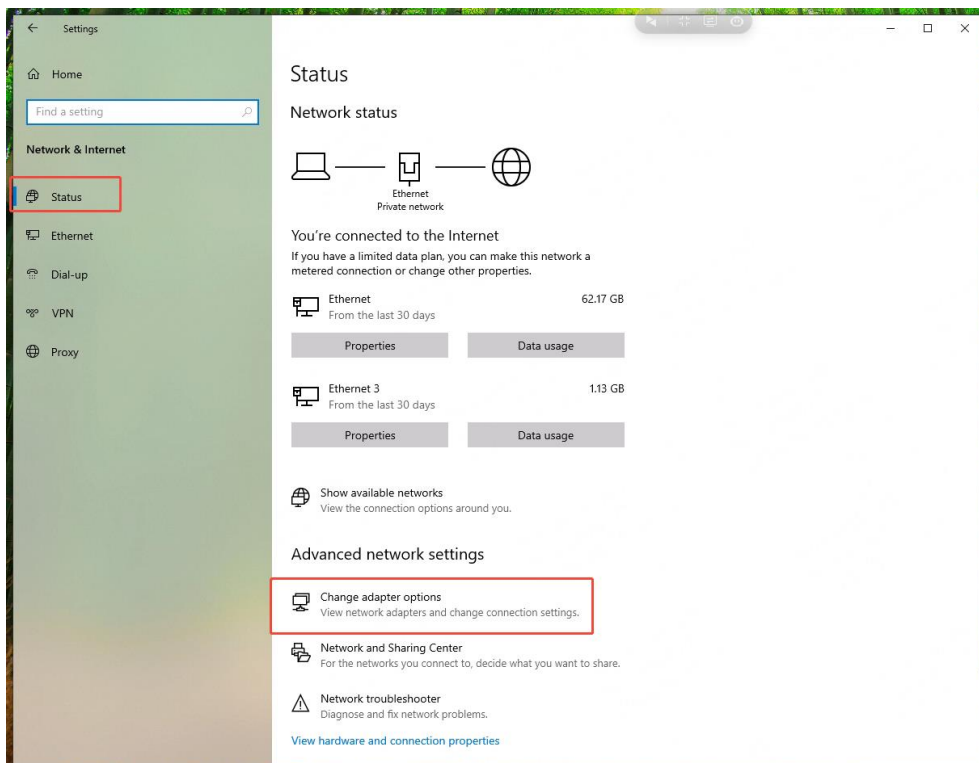 Settings
Home
Find a setting
Network & Internet
Status
Ethernet
Dial-up
VPN
Proxy
Status
Network status
Ethernet
Private network
You're connected to the Internet
If you have a limited data plan, you can make this network a
metered connection or change other properties.
Ethernet 62.17 GB
From the last 30 days
Properties Data usage
Ethernet 3 1.13 GB
From the last 30 days
Properties Data usage
Show available networks
View the connection options around you.
Advanced network settings
Change adapter options
View network adapters and change connection settings.
Network and Sharing Center
For the networks you connect to, decide what you want to share.
Network troubleshooter
Diagnose and fix network problems.
View hardware and connection properties